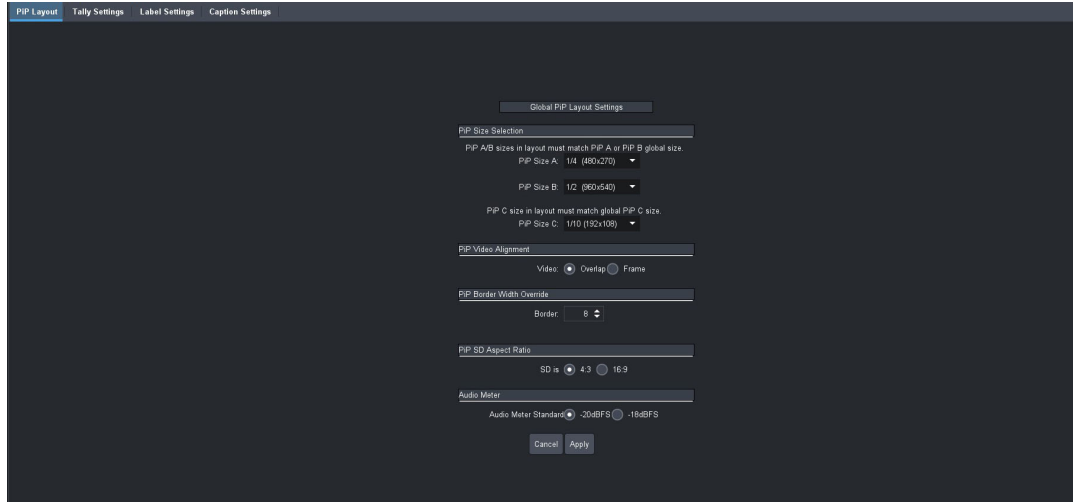 PiP Layout Tally Settings Label Settings Caption Settings
Global PiP Layout Settings
PiP Size Selection
PiP A/B sizes in layout must match PiP A or PiP B global size.
PiP Size A: 1/4 (480x270)
PiP Size B: 1/2 (960x540)
PiP C size in layout must match global PiP C size.
PiP Size C: 1/10 (192x108)
PiP Video Alignment
Video: Overlap Frame
PiP Border Width Override
Border: 8
PiP SD Aspect Ratio
SD is 4:3 16:9
Audio Meter
Audio Meter Standard -20dBFS -18dBFS
Cancel Apply